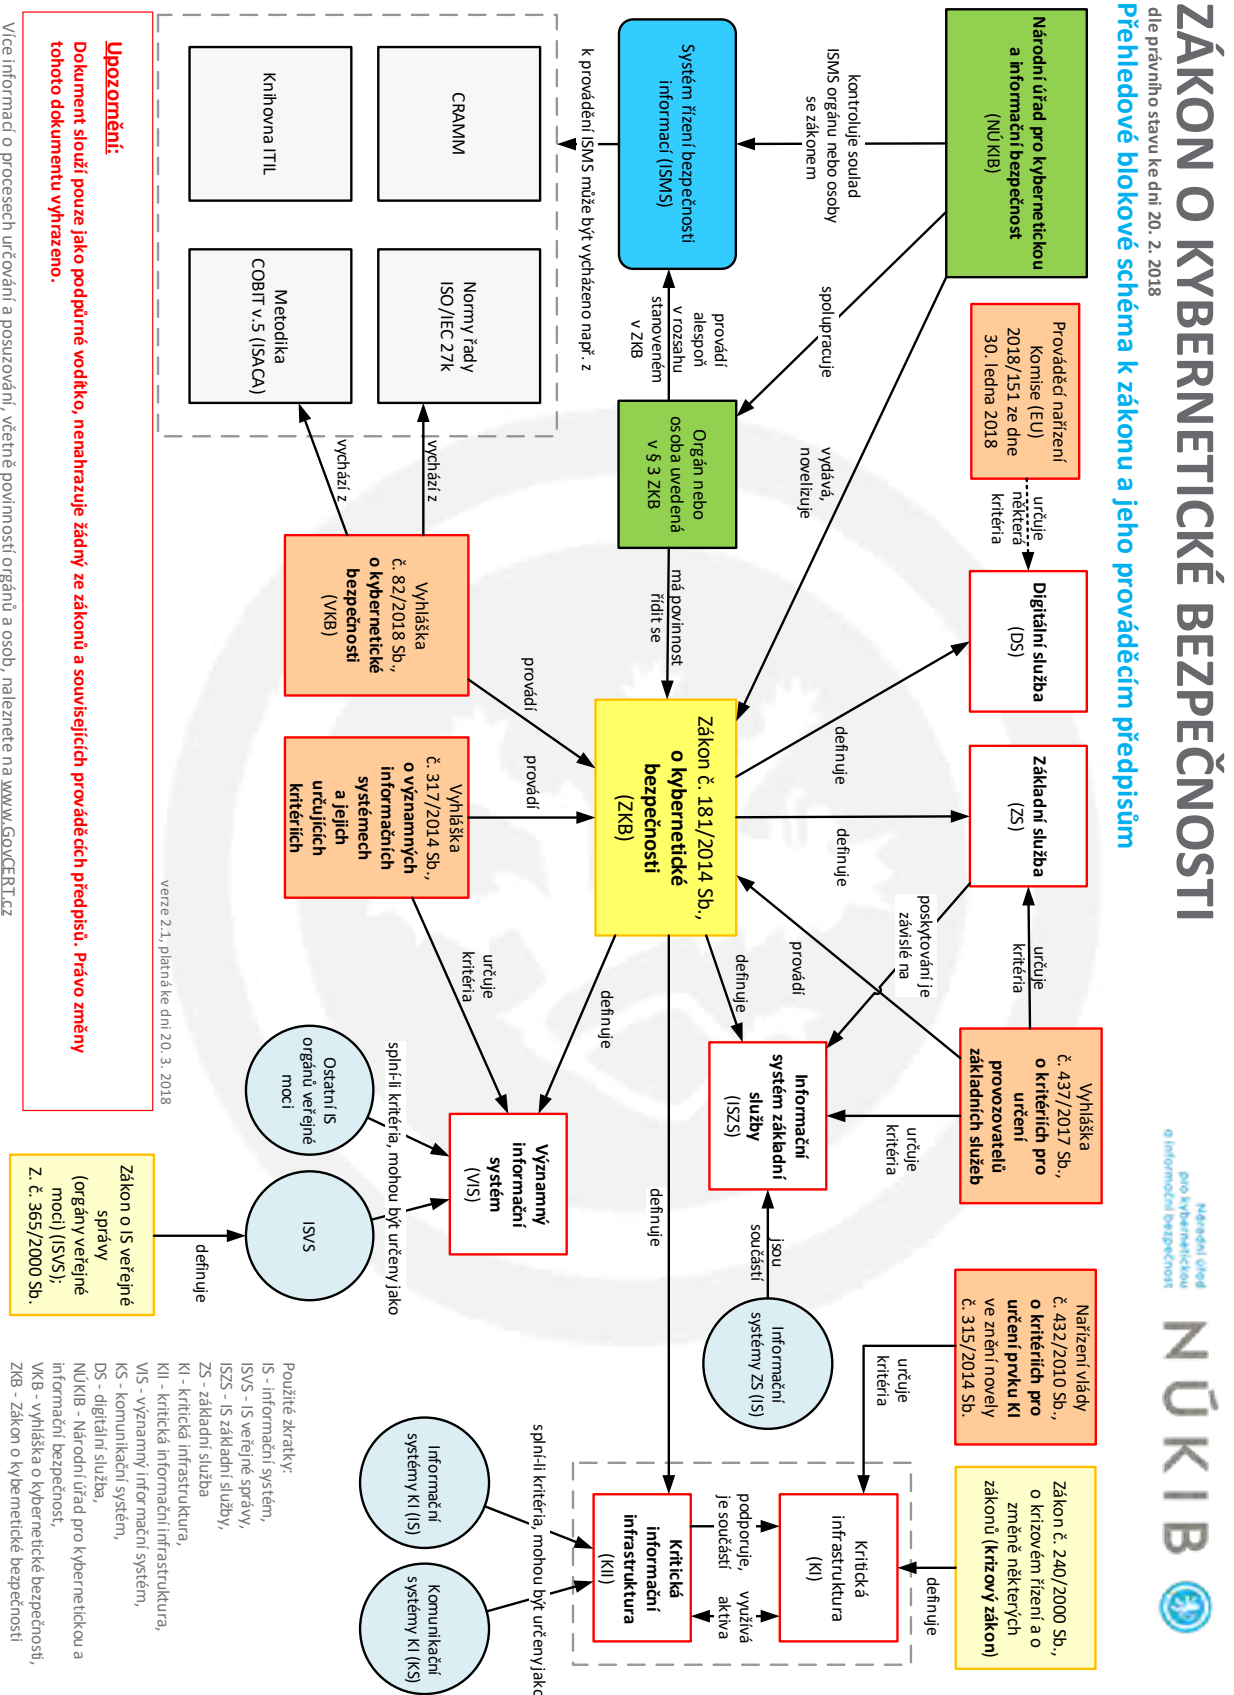 ZÁKON O KYBERNETICKÉ BEZPEČNOSTI
dle právního stavu ke dni 20. 2. 2018
Přehledové blokové schéma k zákonu a jeho prováděcím předpisům
Národní úřad
pro kybernetickou
a informační bezpečnost
NÚKIB
Národní úřad pro kybernetickou
a informační bezpečnost
(NÚKIB)
Prováděcí nařízení
Komise (EU)
2018/151 ze dne
30. ledna 2018
určuje
některá
kritéria
Digitální služba
(DS)
Základní služba
(ZS)
určuje
kritéria
Vyhláška
č. 437/2017 Sb.,
o kritériích pro
určení
provozovatelů
základních služeb
Nařízení vlády
č. 432/2010 Sb.,
o kritériích pro
určení prvku KI
ve znění novely
č. 315/2014 Sb.
Zákon č. 240/2000 Sb.,
o krizovém řízení a o
změně některých
zákonů (krizový zákon)
kontroluje soulad
ISMS orgánu nebo osoby
se zákonem
spolupracuje
vydává,
novelizuje
definuje
definuje
poskytování je
závislé na
provádí
určuje
kritéria
určuje
kritéria
definuje
Systém řízení bezpečnosti
informací (ISMS)
provádí
alespoň
v rozsahu
stanoveném
v ZKB
Orgán nebo
osoba uvedená
v § 3 ZKB
má povinnost
řídit se
Zákon č. 181/2014 Sb.,
o kybernetické
bezpečnosti
(ZKB)
definuje
Informační
systém základní
služby
(ISZS)
jsou
součástí
Informační
systémy ZS (IS)
Kritická
infrastruktura
(KI)
podporuje,
je součástí
využívá
aktiva
Kritická
informační
infrastruktura
(KII)
k provádění ISMS může být vycházeno např. z
definuje
definuje
CRAMM
Normy řady
ISO/IEC 27k
Knihovna ITIL
Metodika
COBIT v.5 (ISACA)
vychází z
vychází z
Vyhláška
č. 82/2018 Sb.,
o kybernetické
bezpečnosti
(VKB)
provádí
provádí
Vyhláška
č. 317/2014 Sb.,
o významných
informačních
systémech
a jejich
určujících
kritériích
určuje
kritéria
Významný
informační
systém
(VIS)
splní-li kritéria, mohou být určeny jako
Ostatní IS
orgánů veřejné
moci
ISVS
definuje
Zákon o IS veřejné
správy
(orgány veřejné
moci) (ISVS);
Z. č. 365/2000 Sb.
splní-li kritéria, mohou být určeny jako
Informační
systémy KI (IS)
Komunikační
systémy KI (KS)
Použité zkratky:
IS - informační systém,
ISVS - IS veřejné správy,
ISZS - IS základní služby,
ZS - základní služba
KI - kritická infrastruktura,
KII - kritická informační infrastruktura,
VIS - významný informační systém,
KS - komunikační systém,
DS - digitální služba,
NÚKIB - Národní úřad pro kybernetickou a
informační bezpečnost,
VKB - vyhláška o kybernetické bezpečnosti,
ZKB - Zákon o kybernetické bezpečnosti
verze 2.1, platná ke dni 20. 3. 2018
Upozornění:
Dokument slouží pouze jako podpůrné vodítko, nenahrazuje žádný ze zákonů a souvisejících prováděcích předpisů. Právo změny
tohoto dokumentu vyhrazeno.
Více informací o procesech určování a posuzování, včetně povinností orgánů a osob, naleznete na www.GovCERT.cz